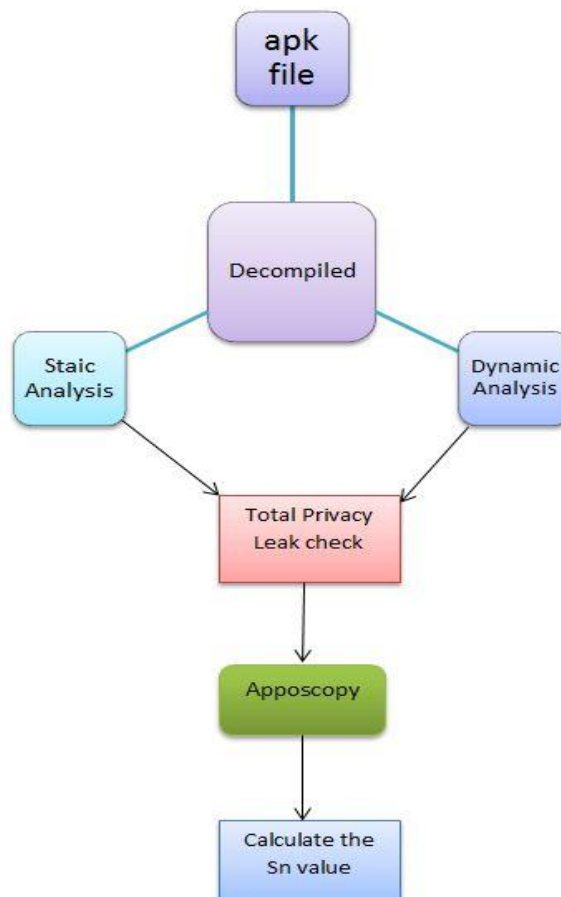 apk
file
Decompiled
Staic
Analysis
Dynamic
Analysis
Total Privacy
Leak check
Apposcopy
Calculate the
Sn value